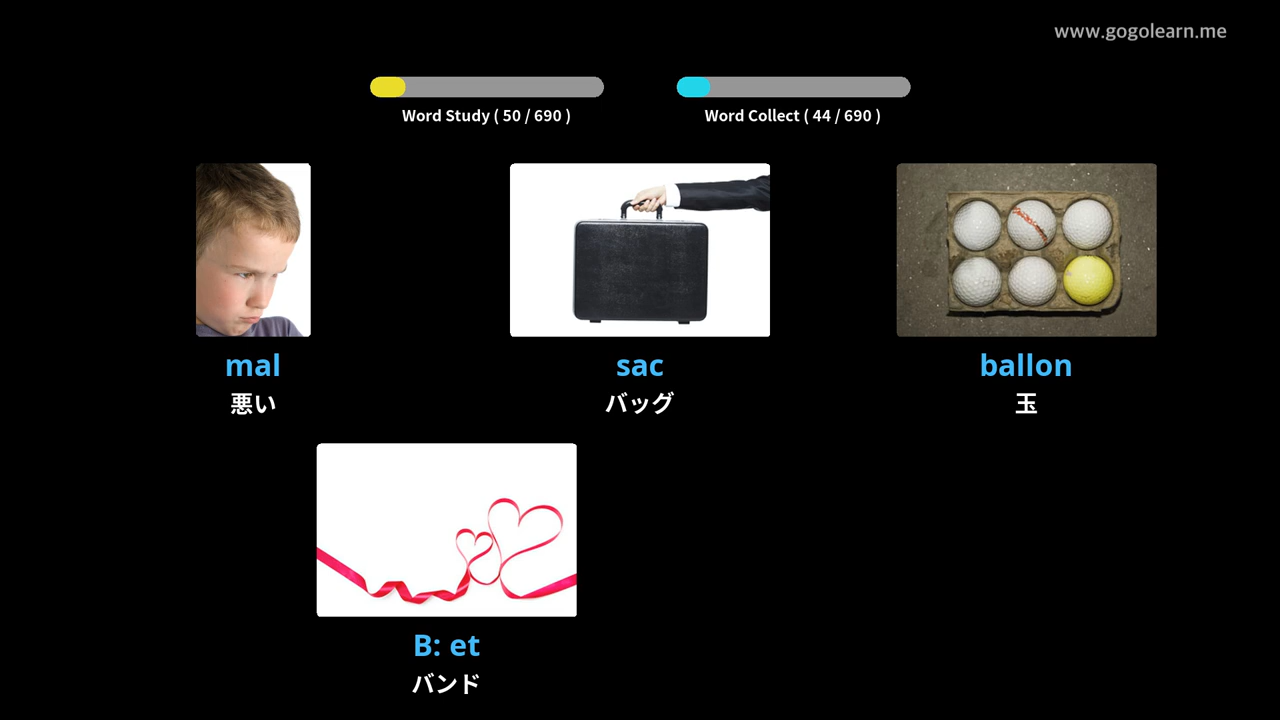 www.gogolearn.me
Word Study ( 50 / 690 )
Word Collect ( 44 / 690 )
mal
悪い
sac
バッグ
ballon
玉
B: et
バンド